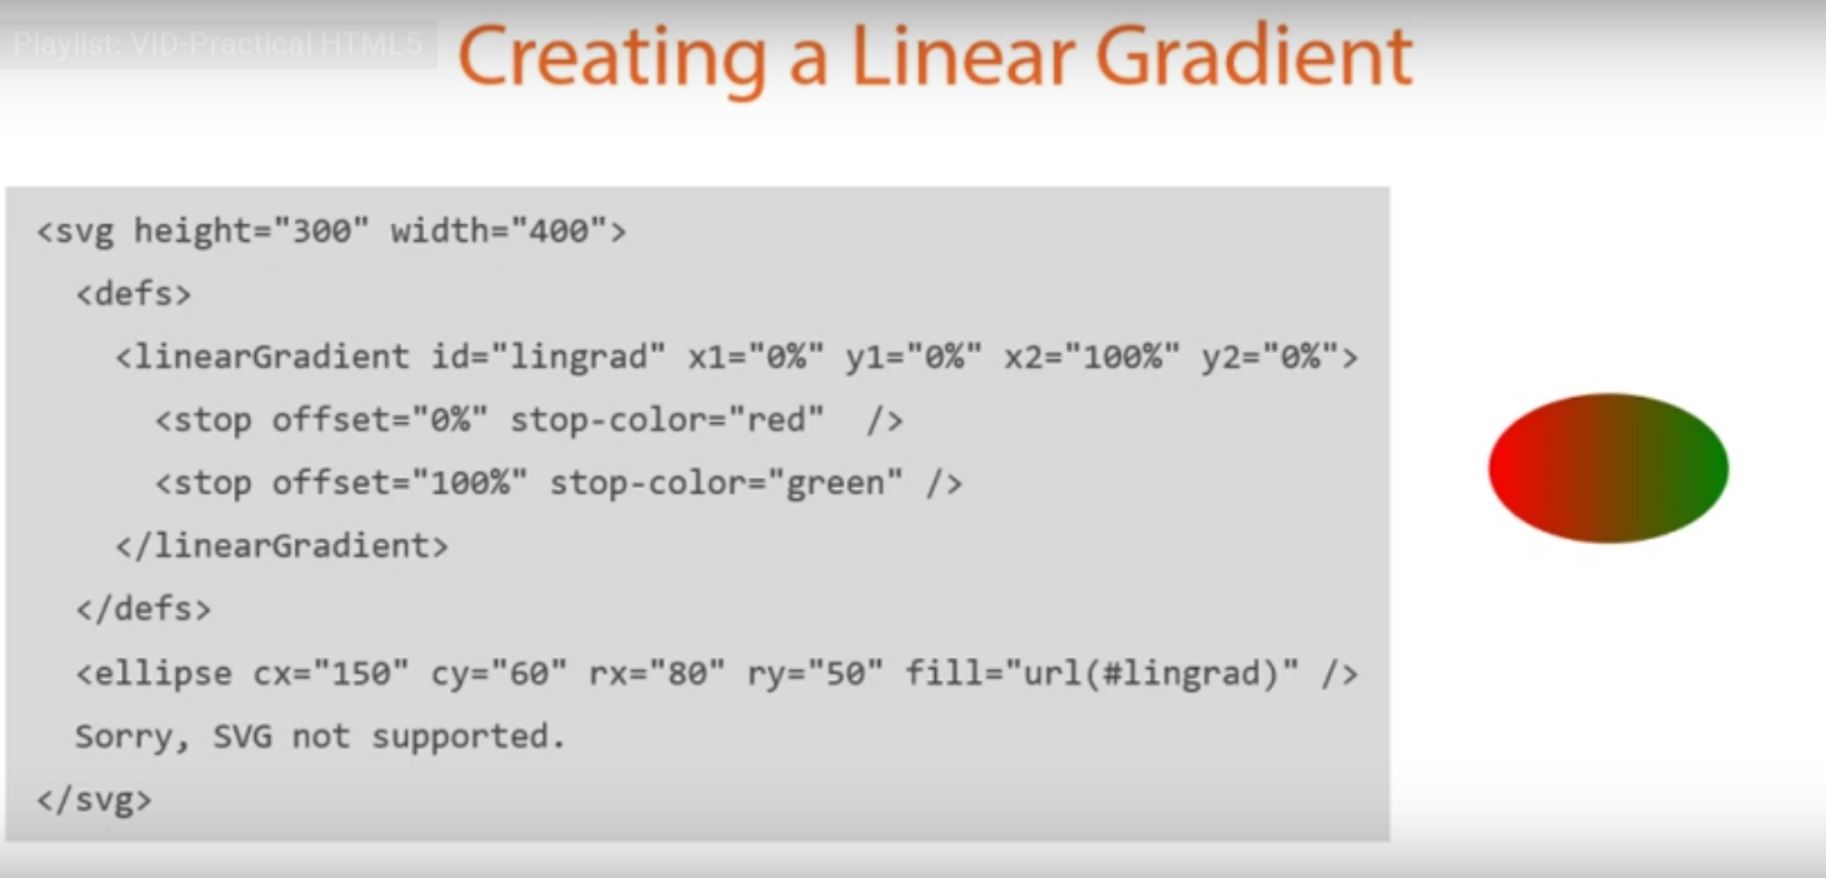 Playlist: VID-Practical HTML5
Creating a Linear Gradient
<svg height="300" width="400">
<defs>
<linearGradient id="lingrad" x1="0%" y1="0%" x2="100%" y2="0%">
<stop offset="0%" stop-color="red"  />
<stop offset="100%" stop-color="green" />
</linearGradient>
</defs>
<ellipse cx="150" cy="60" rx="80" ry="50" fill="url(#lingrad)" />
Sorry, SVG not supported.
</svg>